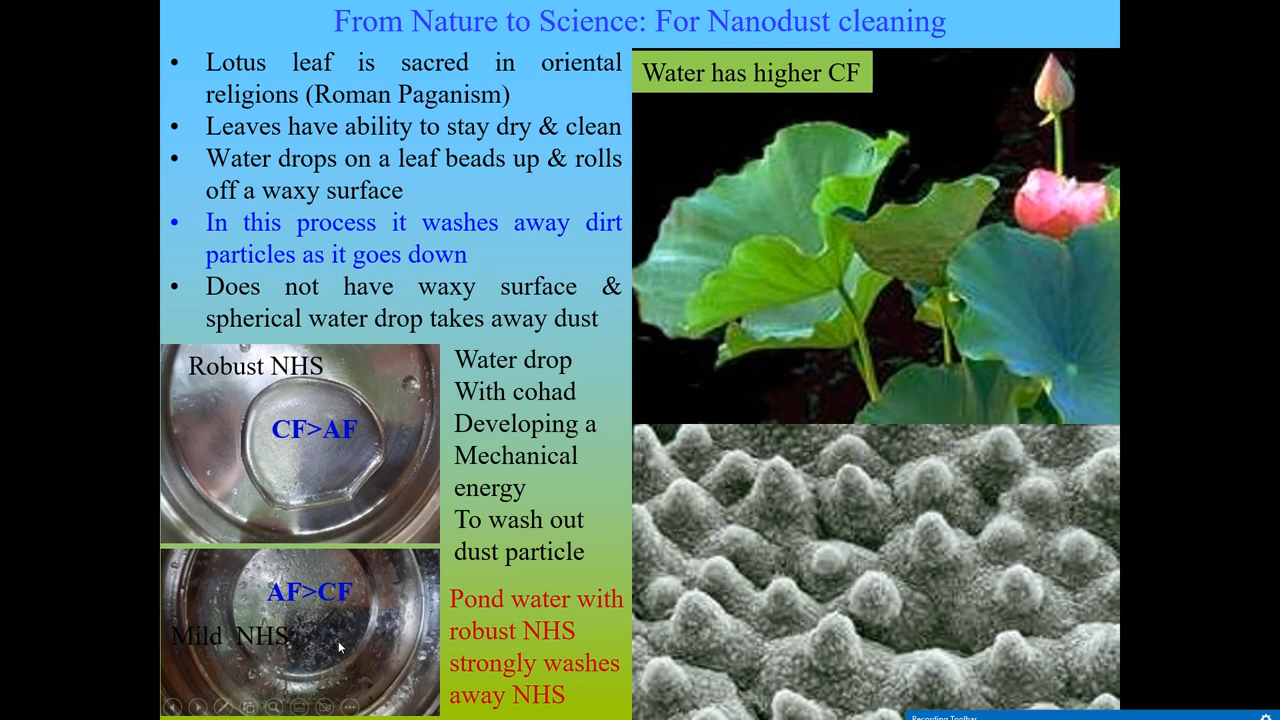 From Nature to Science: For Nanodust cleaning
• Lotus leaf is sacred in oriental
religions (Roman Paganism)
• Leaves have ability to stay dry & clean
• Water drops on a leaf beads up & rolls
off a waxy surface
• In this process it washes away dirt
particles as it goes down
• Does not have waxy surface &
spherical water drop takes away dust
Water has higher CF
Robust NHS
CF>AF
AF>CF
Mild NHS
Water drop
With cohad
Developing a
Mechanical
energy
To wash out
dust particle
Pond water with
robust NHS
strongly washes
away NHS
Recording Toolbar